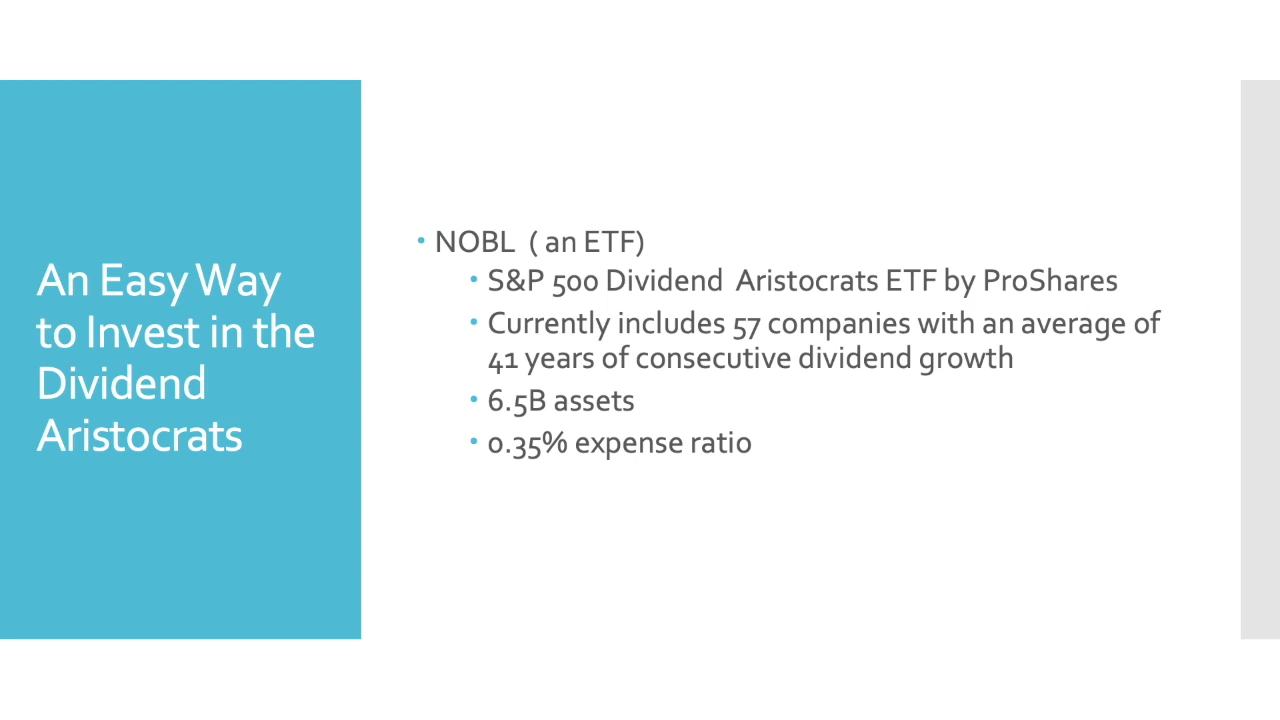 An Easy Way
to Invest in the
Dividend
Aristocrats
• NOBL ( an ETF)
• S&P 500 Dividend Aristocrats ETF by ProShares
• Currently includes 57 companies with an average of
41 years of consecutive dividend growth
• 6.5B assets
• 0.35% expense ratio